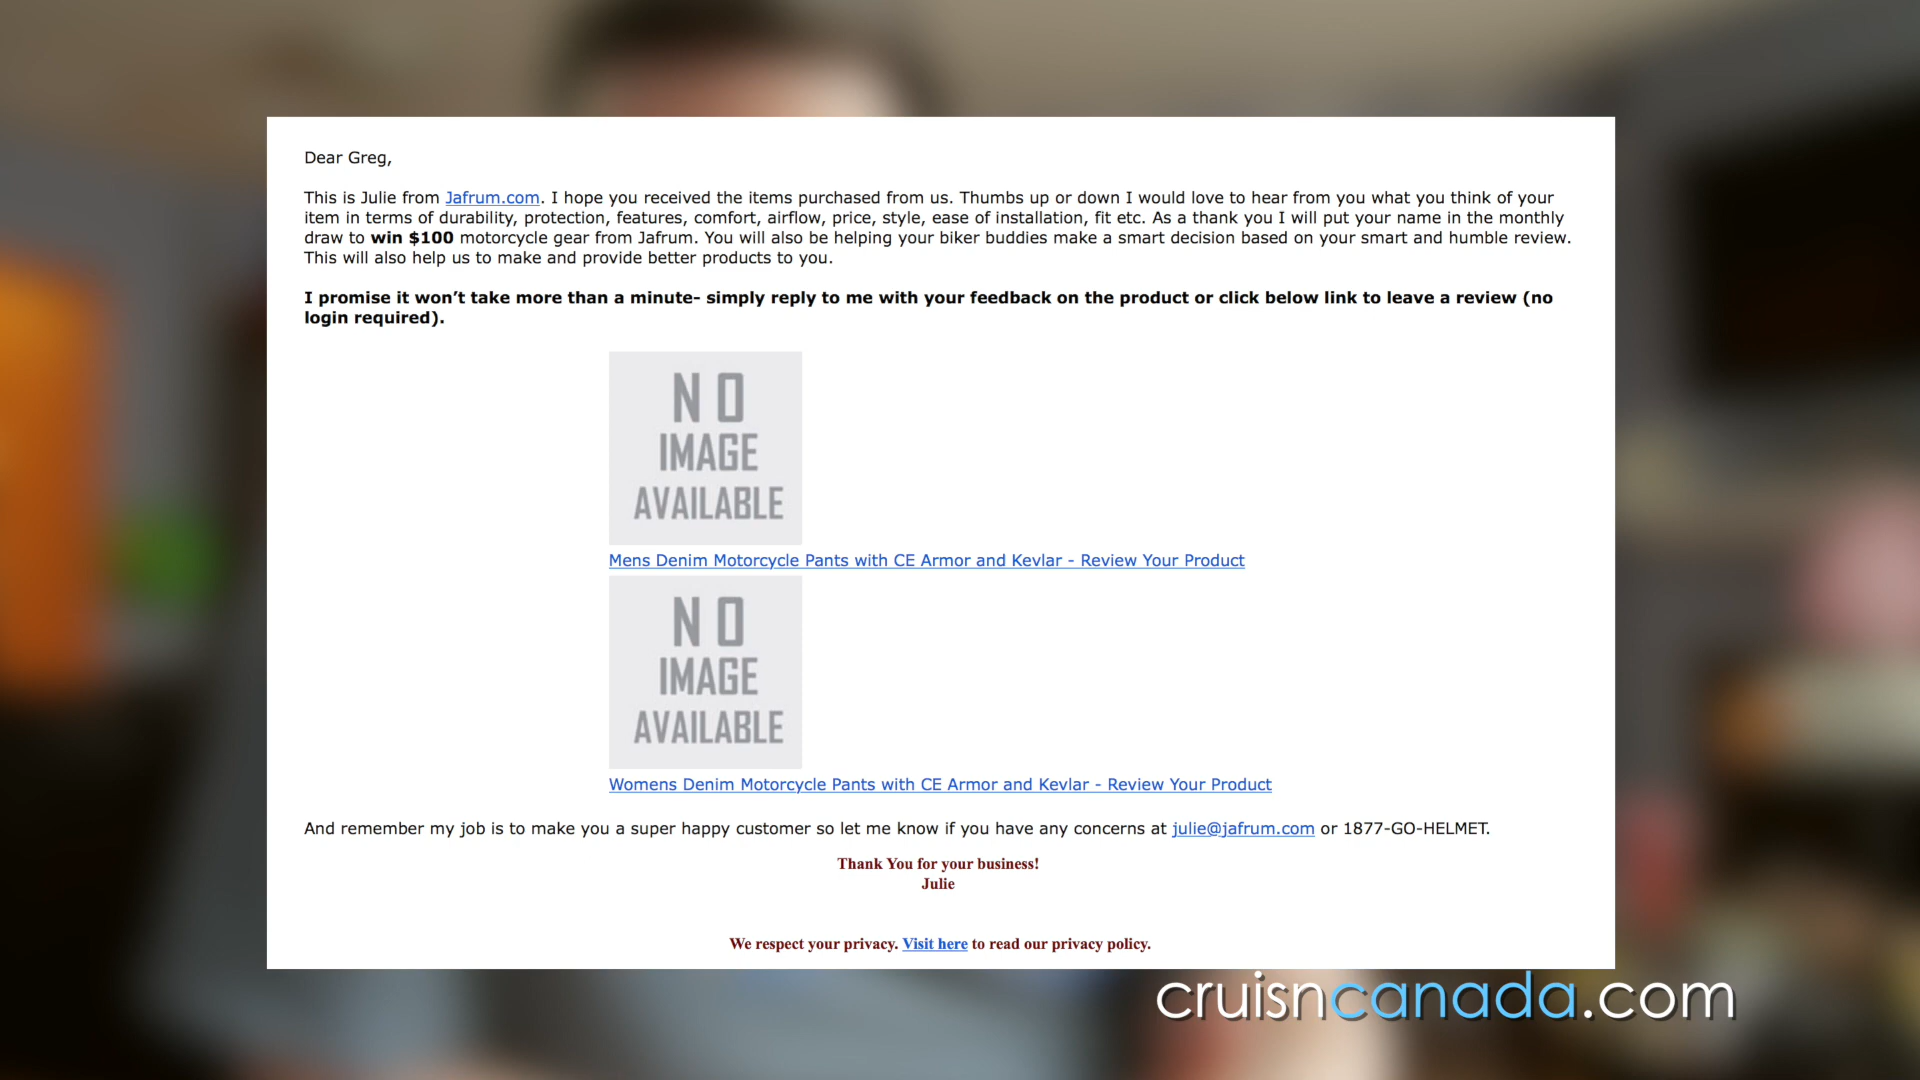 Dear Greg,
This is Julie from Jafrum.com. I hope you received the items purchased from us. Thumbs up or down I would love to hear from you what you think of your
item in terms of durability, protection, features, comfort, airflow, price, style, ease of installation, fit etc. As a thank you I will put your name in the monthly
draw to win $100 motorcycle gear from Jafrum. You will also be helping your biker buddies make a smart decision based on your smart and humble review.
This will also help us to make and provide better products to you.
I promise it won’t take more than a minute- simply reply to me with your feedback on the product or click below link to leave a review (no
login required).
NO
IMAGE
AVAILABLE
Mens Denim Motorcycle Pants with CE Armor and Kevlar - Review Your Product
NO
IMAGE
AVAILABLE
Womens Denim Motorcycle Pants with CE Armor and Kevlar - Review Your Product
And remember my job is to make you a super happy customer so let me know if you have any concerns at julie@jafrum.com or 1877-GO-HELMET.
Thank You for your business!
Julie
We respect your privacy. Visit here to read our privacy policy.
cruisncanada.com